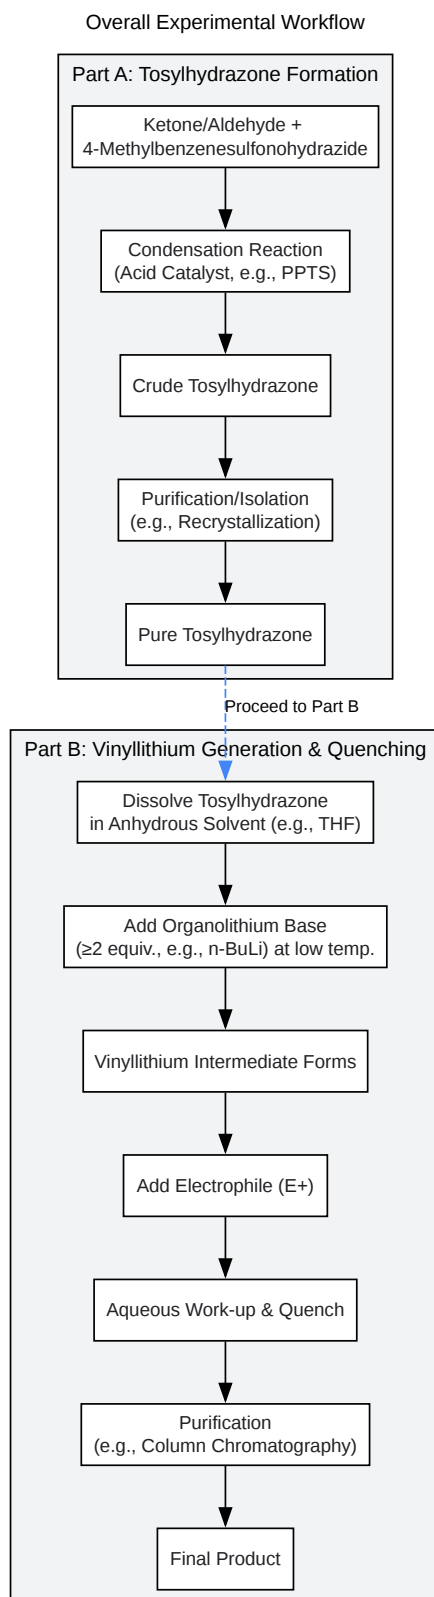 Overall Experimental Workflow
Part A: Tosylhydrazone Formation
Ketone/Aldehyde +
4-Methylbenzenesulfonohydrazide
Condensation Reaction
(Acid Catalyst, e.g., PPTS)
Crude Tosylhydrazone
Purification/Isolation
(e.g., Recrystallization)
Pure Tosylhydrazone
Proceed to Part B
Part B: Vinyllithium Generation & Quenching
Dissolve Tosylhydrazone
in Anhydrous Solvent (e.g., THF)
Add Organolithium Base
(≥2 equiv., e.g., n-BuLi) at low temp.
Vinyllithium Intermediate Forms
Add Electrophile (E+)
Aqueous Work-up & Quench
Purification
(e.g., Column Chromatography)
Final Product